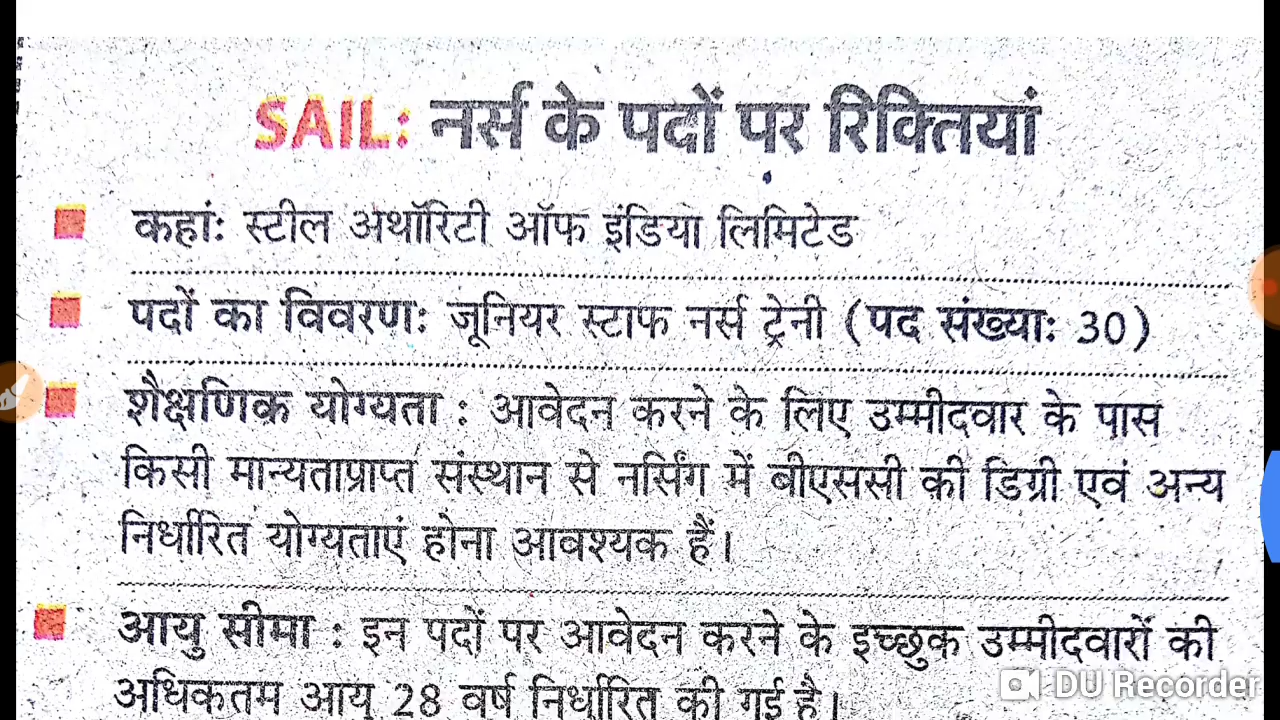 SAIL: नर्स के पदों पर रिक्तियां
कहां: स्टील अथॉरिटी ऑफ इंडिया लिमिटेड
पदों का विवरण: जूनियर स्टाफ नर्स ट्रेनी (पद संख्या: 30)
शैक्षणिक योग्यता : आवेदन करने के लिए उम्मीदवार के पास
किसी मान्यताप्राप्त संस्थान से नर्सिंग में बीएससी की डिग्री एवं अन्य
निर्धारित योग्यताएं होना आवश्यक हैं।
आयु सीमा : इन पदों पर आवेदन करने के इच्छुक उम्मीदवारों की
अधिकतम आयु 28 वर्ष निर्धारित की गई है।
DU Recorder